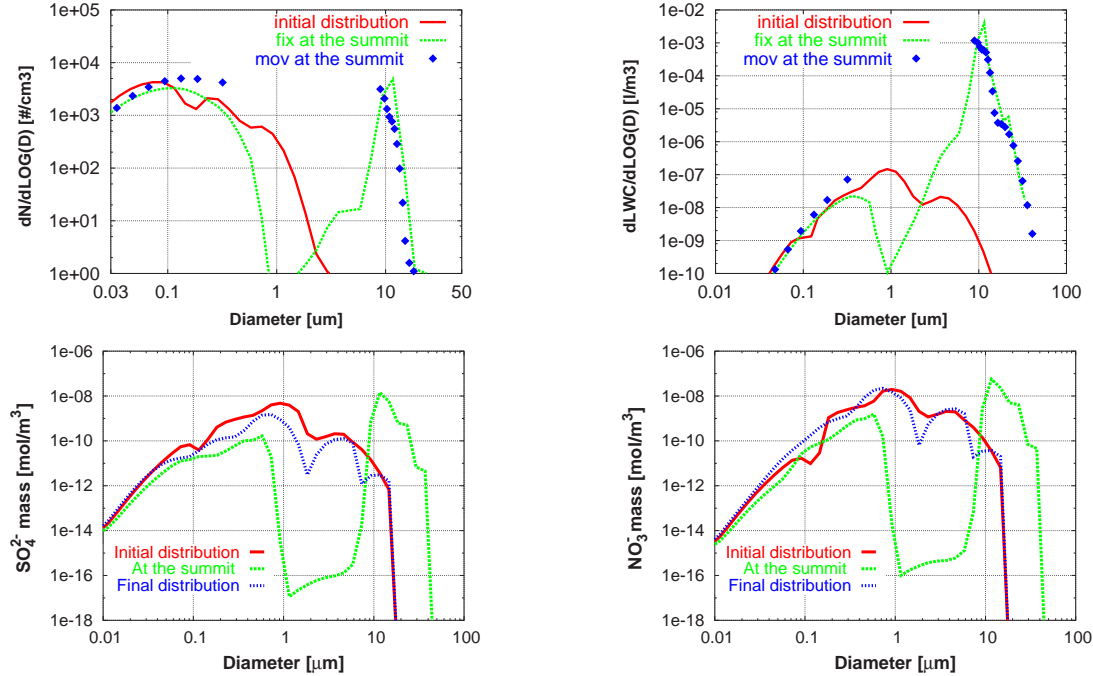 1e+05
1e+04
1e+03
1e+02
1e+01
1e+00
dN/dLOG(D) [#/cm3]
initial distribution
fix at the summit
mov at the summit
0.03 0.1 1 10 50
Diameter [um]
1e-02
1e-03
1e-04
1e-05
1e-06
1e-07
1e-08
1e-09
1e-10
dLWC/dLOG(D) [l/m3]
initial distribution
fix at the summit
mov at the summit
0.01 0.1 1 10 100
Diameter [um]
1e-06
1e-08
1e-10
1e-12
1e-14
1e-16
1e-18
SO₄²⁻ mass [mol/m³]
Initial distribution
At the summit
Final distribution
0.01 0.1 1 10 100
Diameter [μm]
1e-06
1e-08
1e-10
1e-12
1e-14
1e-16
1e-18
NO₃⁻ mass [mol/m³]
Initial distribution
At the summit
Final distribution
0.01 0.1 1 10 100
Diameter [μm]